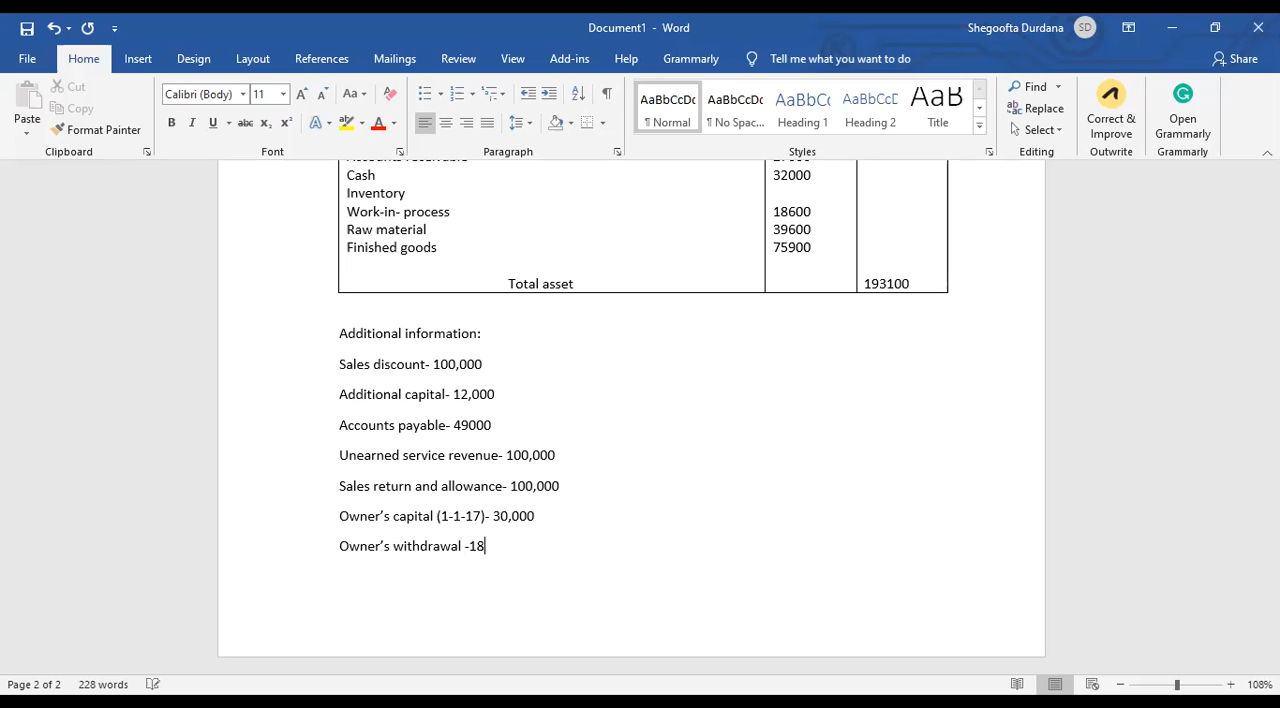 Document1 - Word
Shegoofta Durdana SD
File Home Insert Design Layout References Mailings Review View Add-ins Help Grammarly Tell me what you want to do Share
Paste
Cut
Copy
Format Painter
Calibri (Body) 11
AaBbCcDc AaBbCcDc AaBbCc AaBbCcD AaB
¶ Normal ¶ No Spac... Heading 1 Heading 2 Title
Find
Replace
Select
Correct & Improve
Open Grammarly
Clipboard Font Paragraph Styles Editing Outwrite Grammarly
Accounts receivable 27000
Cash 32000
Inventory
Work-in- process 18600
Raw material 39600
Finished goods 75900
Total asset 193100
Additional information:
Sales discount- 100,000
Additional capital- 12,000
Accounts payable- 49000
Unearned service revenue- 100,000
Sales return and allowance- 100,000
Owner’s capital (1-1-17)- 30,000
Owner’s withdrawal -18
Page 2 of 2 228 words 108%